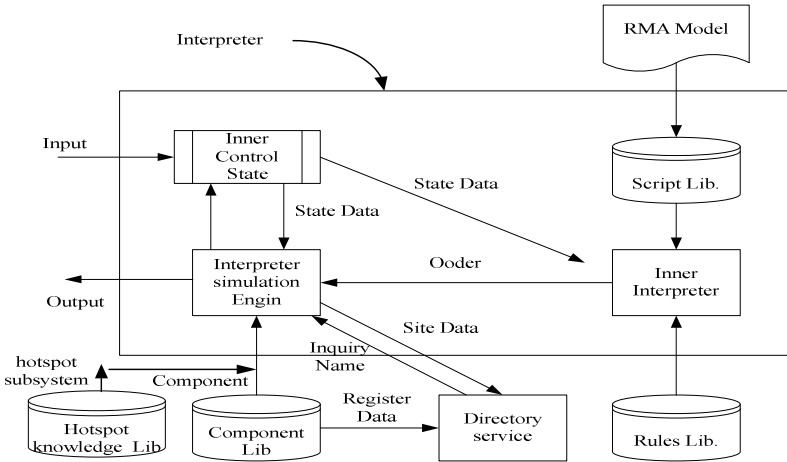 RMA Model
Interpreter
Input
Inner
Control
State
State Data
Script Lib.
State Data
Interpreter
simulation
Engin
Ooder
Inner
Interpreter
Output
Site Data
Inquiry
Name
hotspot
subsystem
Component
Register
Data
Hotspot
knowledge Lib
Component
Lib
Directory
service
Rules Lib.